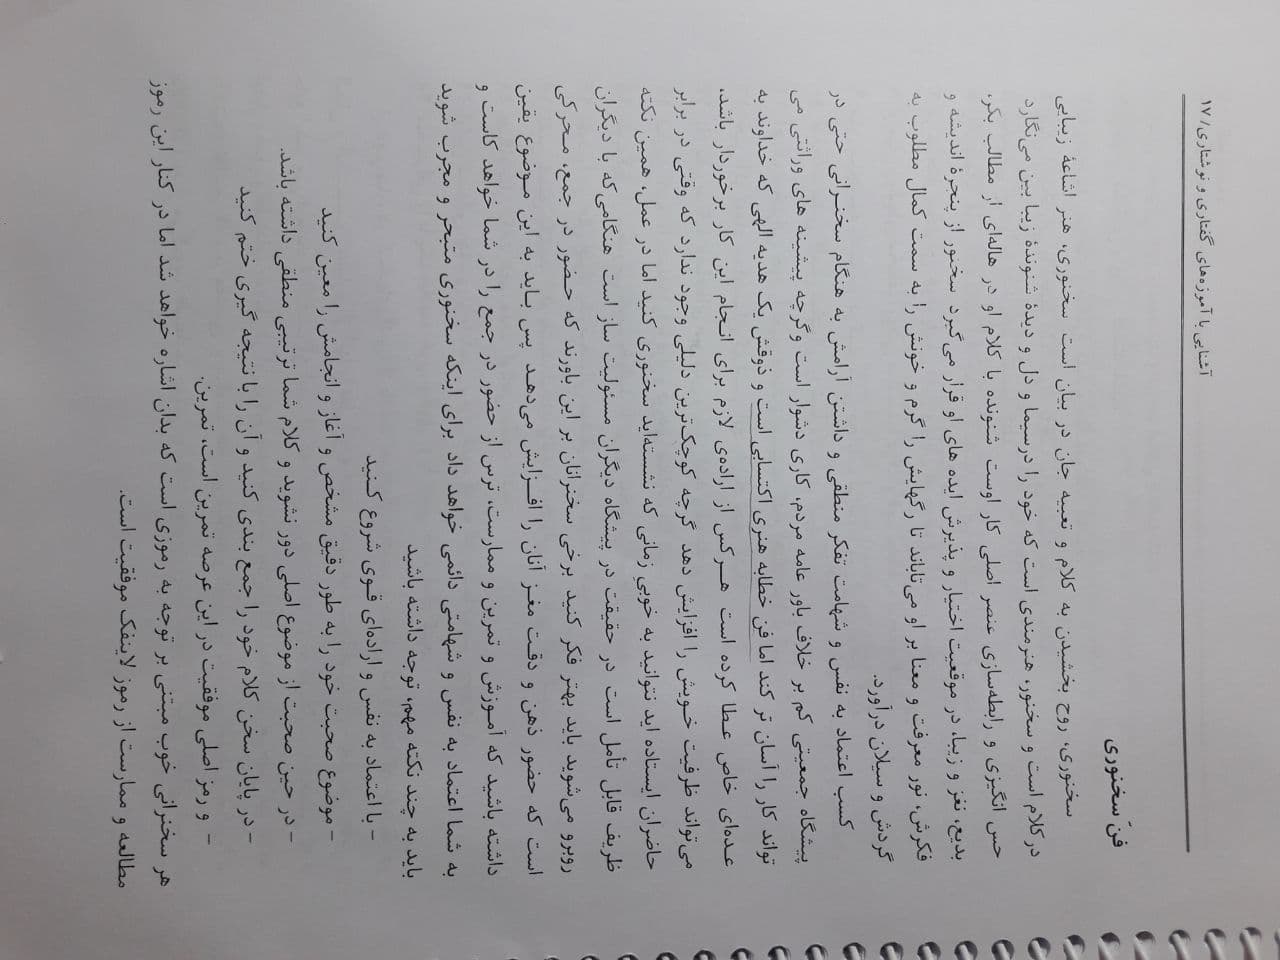 آشنایی با آموزه‌های گفتاری و نوشتاری/ ۱۷
فنّ سخنوری
سخنوری، روح بخشیدن به کلام و تعبیه جان در بیان است سخنوری، هنر اشاعهٔ زیبایی
درکلام است و سخنور، هنرمندی است که خود را درسیما و دل و دیدهٔ شنوندهٔ زیبا بین می‌نگارد
حس انگیزی و رابطه‌سازی عنصر اصلی کار اوست شنونده با کلام او در هاله‌ای از مطالب بکر،
بدیع، نغز و زیبا، در موقعیت اختیار و پذیرش ایده های او قرار می‌گیرد سخنور از پنجرهٔ اندیشه و
فکرش، نور معرفت و معنا بر او می‌تاباند تا رگهایش را گرم و خونش را به سمت کمال مطلوب به
گردش و سیلان درآورد.
کسب اعتماد به نفس و شهامت تفکر منطقی و داشتن آرامش به هنگام سخنرانی حتی در
پیشگاه جمعیتی کم بر خلاف باور عامه مردم، کاری دشوار است وگرچه پیشینه های وراثتی می
تواند کار را آسان تر کند اما فن خطابه هنری اکتسابی است و ذوقش یک هدیه الهی که خداوند به
عده‌ای خاص عطا کرده است هرکس از اراده‌ی لازم برای انجام این کار برخوردار باشد،
می‌تواند ظرفیت خویش را افزایش دهد گرچه کوچک‌ترین دلیلی وجود ندارد که وقتی در برابر
حاضران ایستاده اید نتوانید به خوبیِ زمانی که نشسته‌اید سخنوری کنید اما در عمل، همین نکته
ظریف قابل تأمل است در حقیقت در پیشگاه دیگران مسئولیت ساز است هنگامی‌که با دیگران
روبرو می‌شوید باید بهتر فکر کنید برخی سخنرانان بر این باورند که حضور در جمع، محرکی
است که حضور ذهن و دقت مغز آنان را افزایش می‌دهد پس باید به این موضوع یقین
داشته باشید که آموزش و تمرین و ممارست، ترس از حضور در جمع را در شما خواهد کاست و
به شما اعتماد به نفس و شهامتی دائمی خواهد داد برای اینکه سخنوری متبحر و مجرب شوید
باید به چند نکته مهم، توجه داشته باشید
- با اعتماد به نفس و اراده‌ای قوی شروع کنید
- موضوع صحبت خود را به طور دقیق مشخص و آغاز و انجامش را معین کنید
- در حین صحبت از موضوع اصلی دور نشوید و کلام شما ترتیبی منطقی داشته باشد.
- در پایان سخن کلام خود را جمع بندی کنید و آن را با نتیجه گیری ختم کنید
- و رمز اصلی موفقیت در این عرصه تمرین است، تمرین.
هر سخنرانی خوب مبتنی بر توجه به رموزی است که بدان اشاره خواهد شد اما در کنار این رموز
مطالعه و ممارست از رموز لاینفک موفقیت است.